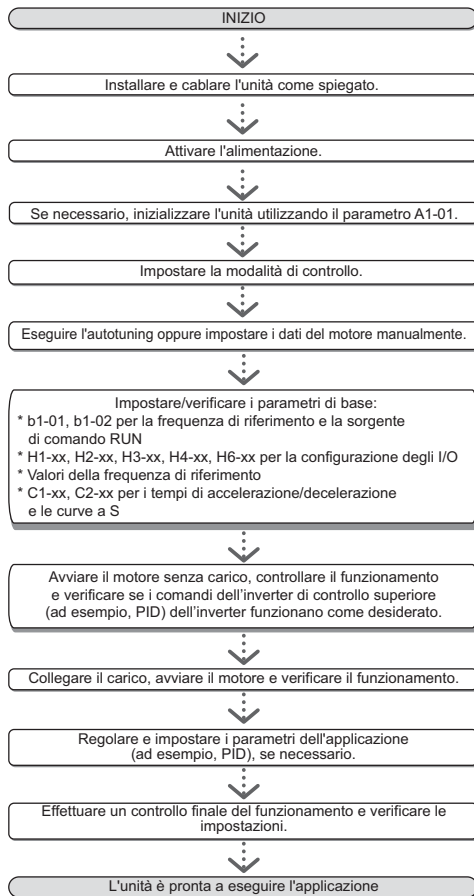 INIZIO
Installare e cablare l'unità come spiegato.
Attivare l'alimentazione.
Se necessario, inizializzare l'unità utilizzando il parametro A1-01.
Impostare la modalità di controllo.
Eseguire l'autotuning oppure impostare i dati del motore manualmente.
Impostare/verificare i parametri di base:
* b1-01, b1-02 per la frequenza di riferimento e la sorgente
di comando RUN
* H1-xx, H2-xx, H3-xx, H4-xx, H6-xx per la configurazione degli I/O
* Valori della frequenza di riferimento
* C1-xx, C2-xx per i tempi di accelerazione/decelerazione
e le curve a S
Avviare il motore senza carico, controllare il funzionamento
e verificare se i comandi dell’inverter di controllo superiore
(ad esempio, PID) dell’inverter funzionano come desiderato.
Collegare il carico, avviare il motore e verificare il funzionamento.
Regolare e impostare i parametri dell'applicazione
(ad esempio, PID), se necessario.
Effettuare un controllo finale del funzionamento e verificare le
impostazioni.
L'unità è pronta a eseguire l'applicazione